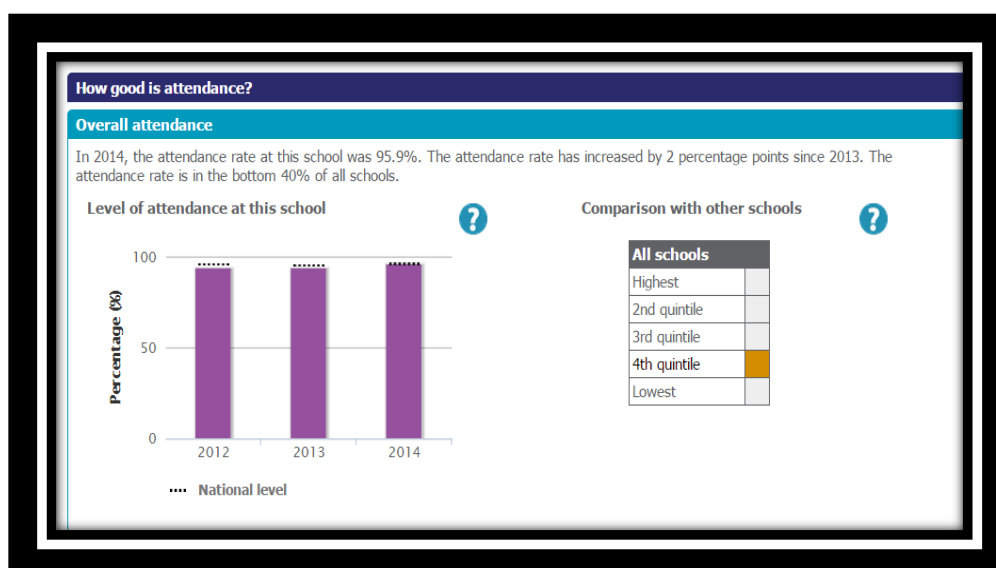 How good is attendance?
Overall attendance
In 2014, the attendance rate at this school was 95.9%. The attendance rate has increased by 2 percentage points since 2013. The
attendance rate is in the bottom 40% of all schools.
Level of attendance at this school
?
Comparison with other schools
?
100
50
0
Percentage (%)
2012
2013
2014
National level
All schools
Highest
2nd quintile
3rd quintile
4th quintile
Lowest